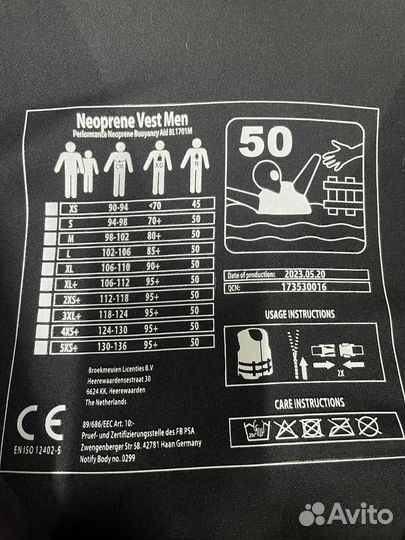 Neoprene Vest Men
Performance Neoprene Buoyancy Aid BL1701M
CM KG N
XS 90-94 <70 45
S 94-98 70+ 50
M 98-102 80+ 50
L 102-106 85+ 50
XL 106-110 90+ 50
XL+ 106-112 95+ 50
2XS+ 112-118 95+ 50
3XL+ 118-124 95+ 50
4XS+ 124-130 95+ 50
5XS+ 130-136 95+ 50
Broekmeuien Licenties B.V.
Heerewaardensestraat 30
6624 KK, Heerewaarden
The Netherlands
CE
EN ISO 12402-5
89/686/EEC Art. 10:-
Pruef- und Zertifizierungsstelle des FB PSA
Zwengenberger Str 58. 42781 Haan Germany
Notify Body no. 0299
50
Date of production: 2023.05.20
QCN: 173530016
USAGE INSTRUCTIONS
2X
CARE INSTRUCTIONS
Avito